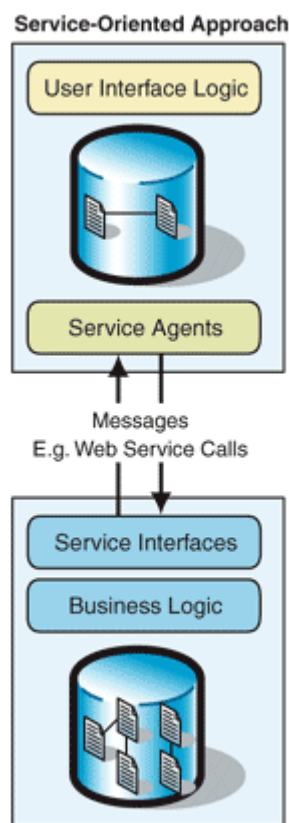 Service-Oriented Approach
User Interface Logic
Service Agents
Messages
E.g. Web Service Calls
Service Interfaces
Business Logic